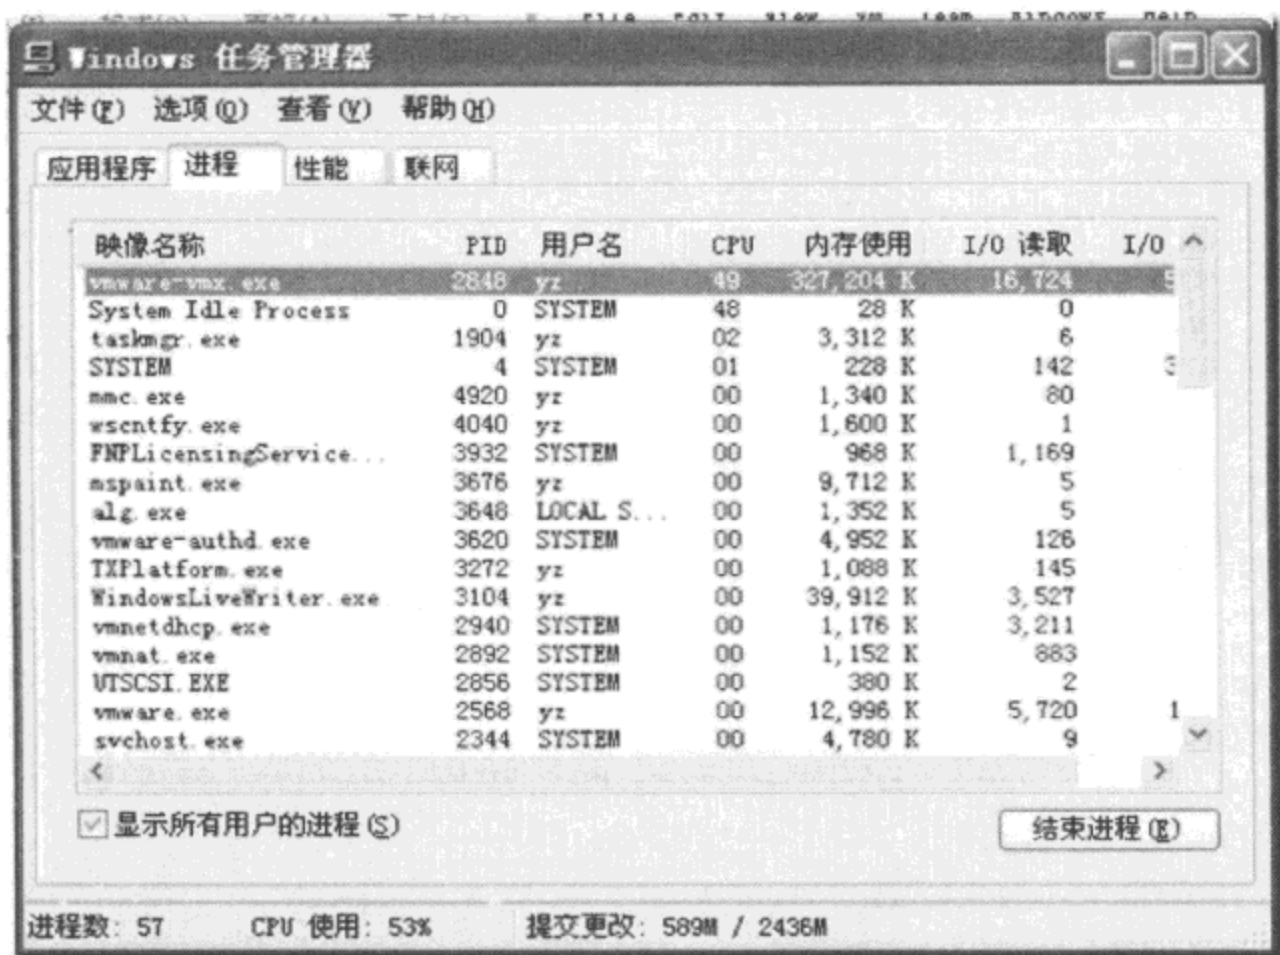 Windows 任务管理器
文件(F) 选项(O) 查看(V) 帮助(H)
应用程序 进程 性能 联网
映像名称 PID 用户名 CPU 内存使用 I/O 读取 I/O
vmware-vmx.exe 2848 yz 49 327,204 K 16,724 5
System Idle Process 0 SYSTEM 48 28 K 0
taskmgr.exe 1904 yz 02 3,312 K 6
SYSTEM 4 SYSTEM 01 228 K 142 3
mmc.exe 4920 yz 00 1,340 K 80
wscntfy.exe 4040 yz 00 1,600 K 1
FNPLicensingService... 3932 SYSTEM 00 968 K 1,169
mspaint.exe 3676 yz 00 9,712 K 5
alg.exe 3648 LOCAL S... 00 1,352 K 5
vmware-authd.exe 3620 SYSTEM 00 4,952 K 126
TXPlatform.exe 3272 yz 00 1,088 K 145
WindowsLiveWriter.exe 3104 yz 00 39,912 K 3,527
vmnetdhcp.exe 2940 SYSTEM 00 1,176 K 3,211
vmnat.exe 2892 SYSTEM 00 1,152 K 883
UTSCSI.EXE 2856 SYSTEM 00 380 K 2
vmware.exe 2568 yz 00 12,996 K 5,720 1
svchost.exe 2344 SYSTEM 00 4,780 K 9
显示所有用户的进程(S)
结束进程(E)
进程数: 57 CPU 使用: 53% 提交更改: 589M / 2436M